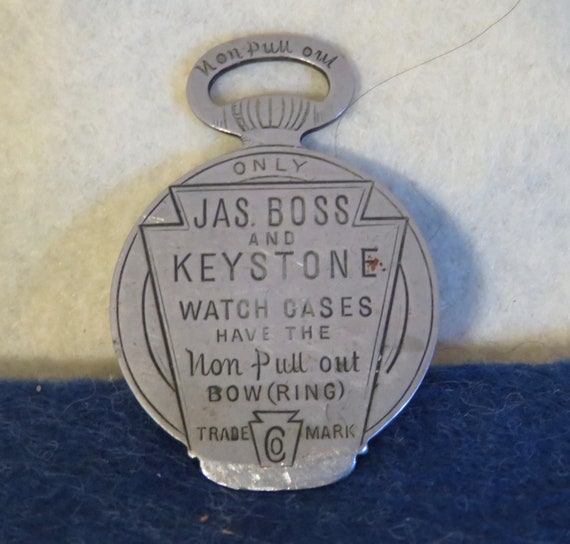 Non Pull out
ONLY
JAS. BOSS
AND
KEYSTONE
WATCH CASES
HAVE THE
Non Pull out
BOW (RING)
TRADE Co MARK